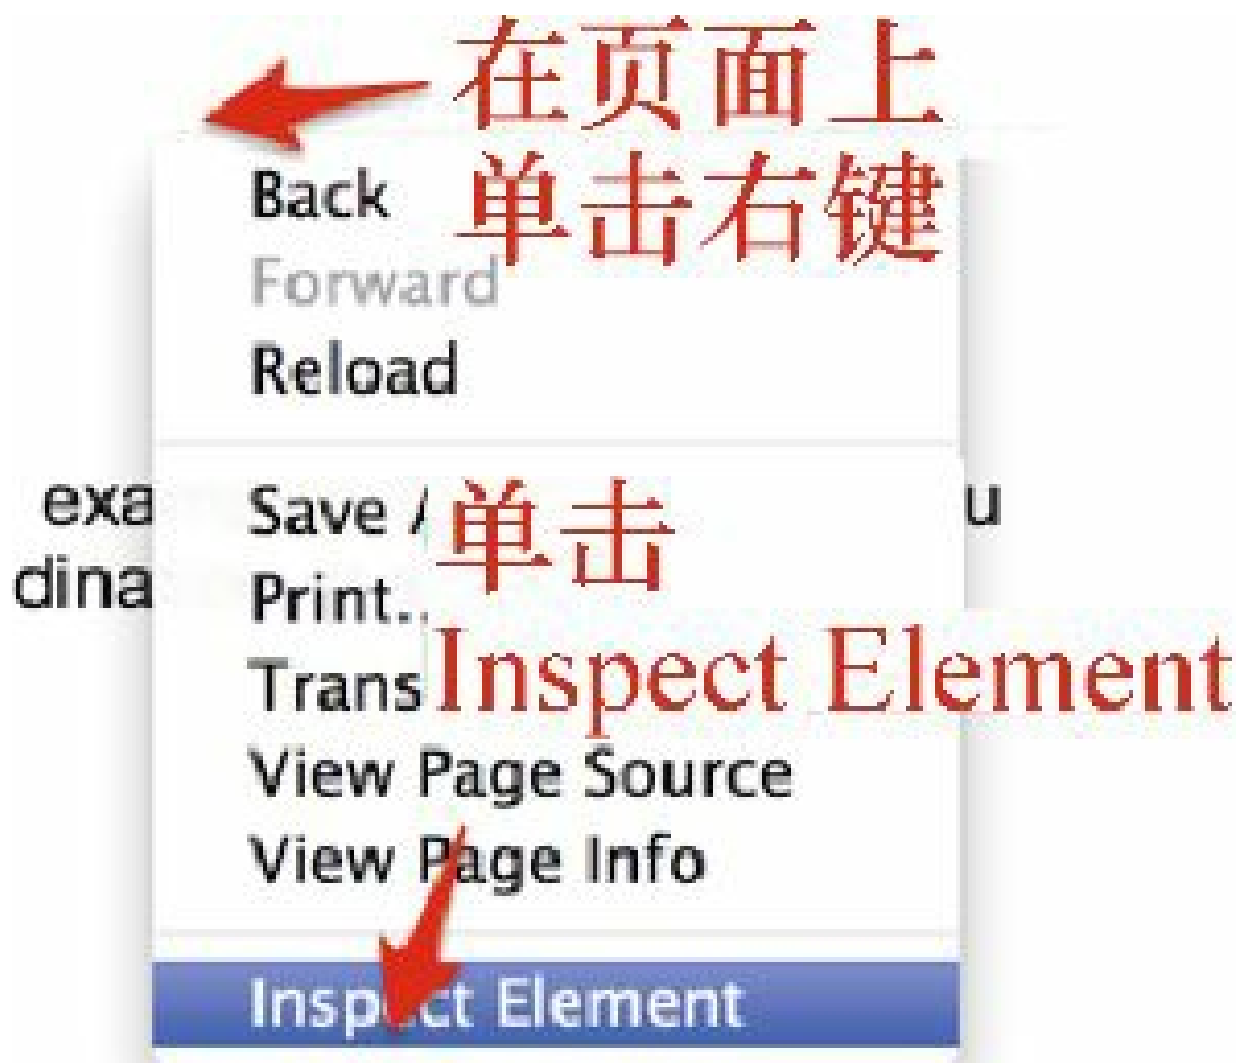 在页面上
单击右键
Back
Forward
Reload
exa
Save
单击
u
dina
Print..
Trans
Inspect Element
View Page Source
View Page Info
Inspect Element